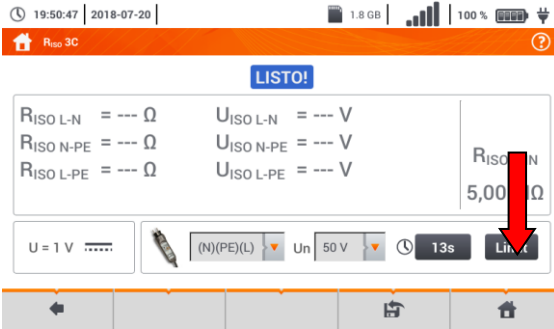 19:50:47 2018-07-20 1.8 GB 100 %
RISO 3C
LISTO!
RISO L-N = --- Ω UISO L-N = --- V
RISO N-PE = --- Ω UISO N-PE = --- V
RISO L-PE = --- Ω UISO L-PE = --- V
5,00
U = 1 V (N)(PE)(L) Un 50 V 13s